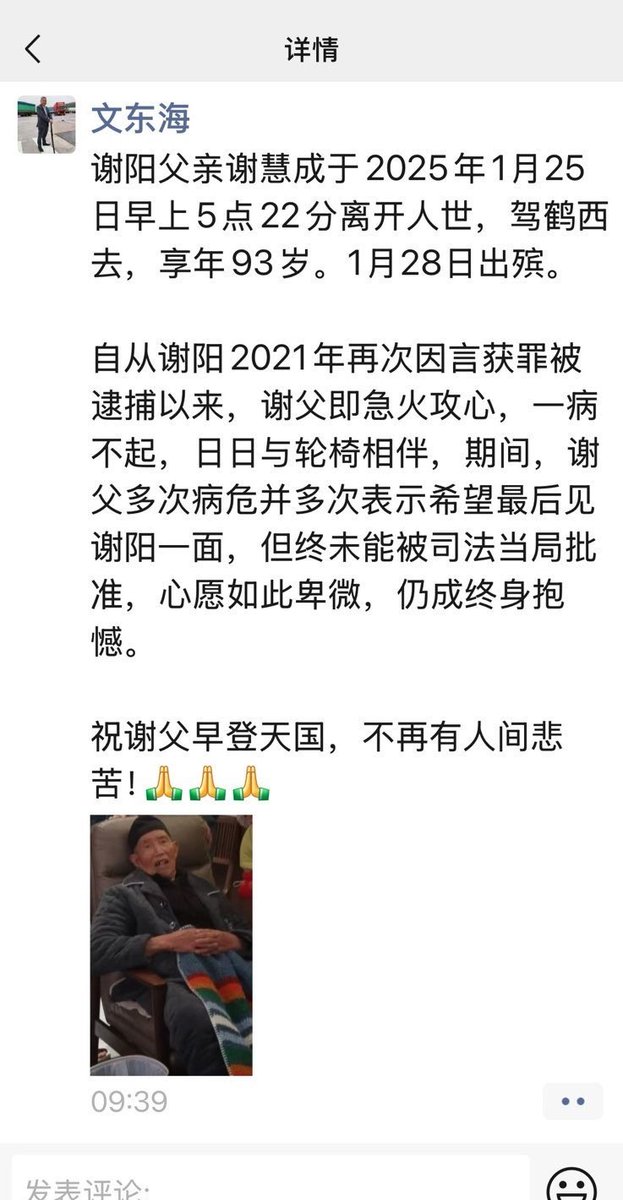 详情
文东海
谢阳父亲谢慧成于2025年1月25
日早上5点22分离开人世，驾鹤西
去，享年93岁。1月28日出殡。
自从谢阳2021年再次因言获罪被
逮捕以来，谢父即急火攻心，一病
不起，日日与轮椅相伴，期间，谢
父多次病危并多次表示希望最后见
谢阳一面，但终未能被司法当局批
准，心愿如此卑微，仍成终身抱
憾。
祝谢父早登天国，不再有人间悲
苦！🙏🙏🙏
09:39
发表评论: